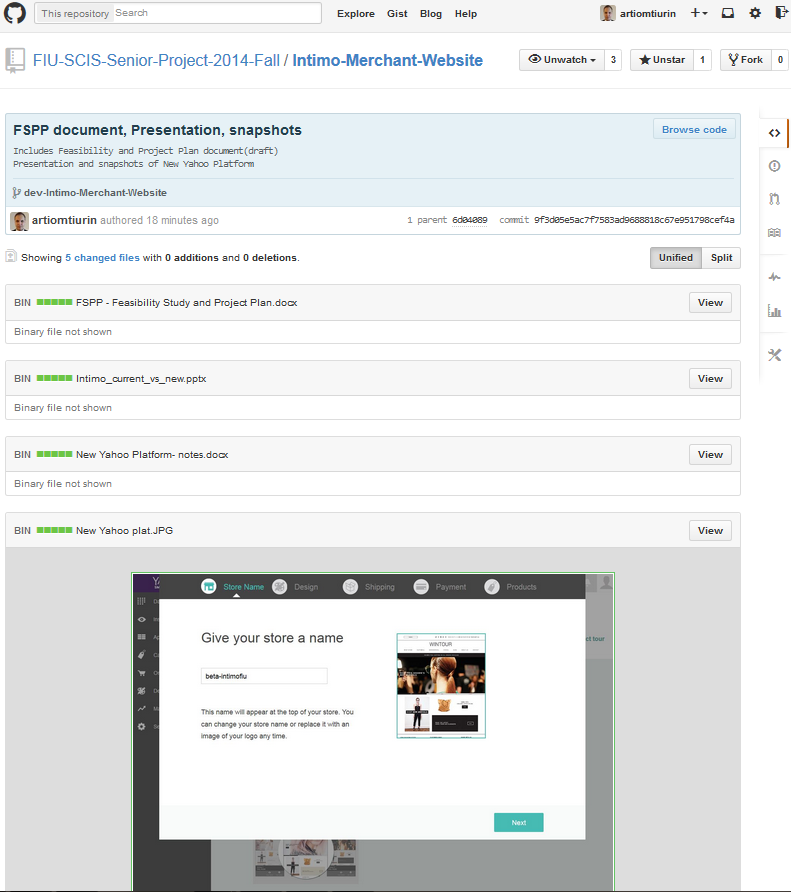 This repository Search Explore Gist Blog Help artiomtiurin
FIU-SCIS-Senior-Project-2014-Fall / Intimo-Merchant-Website Unwatch 3 Unstar 1 Fork 0
FSPP document, Presentation, snapshots Browse code
Includes Feasibility and Project Plan document(draft)
Presentation and snapshots of New Yahoo Platform
dev-Intimo-Merchant-Website
artiomtiurin authored 18 minutes ago 1 parent 6d04089 commit 9f3d05e5ac7f7583ad9688818c67e951798cef4a
Showing 5 changed files with 0 additions and 0 deletions. Unified Split
BIN FSPP - Feasibility Study and Project Plan.docx View
Binary file not shown
BIN Intimo_current_vs_new.pptx View
Binary file not shown
BIN New Yahoo Platform- notes.docx View
Binary file not shown
BIN New Yahoo plat.JPG View
Store Name Design Shipping Payment Products
Give your store a name
WINTOUR
ct tour
beta-intimofiu
This name will appear at the top of your store. You
can change your store name or replace it with an
image of your logo any time.
Next